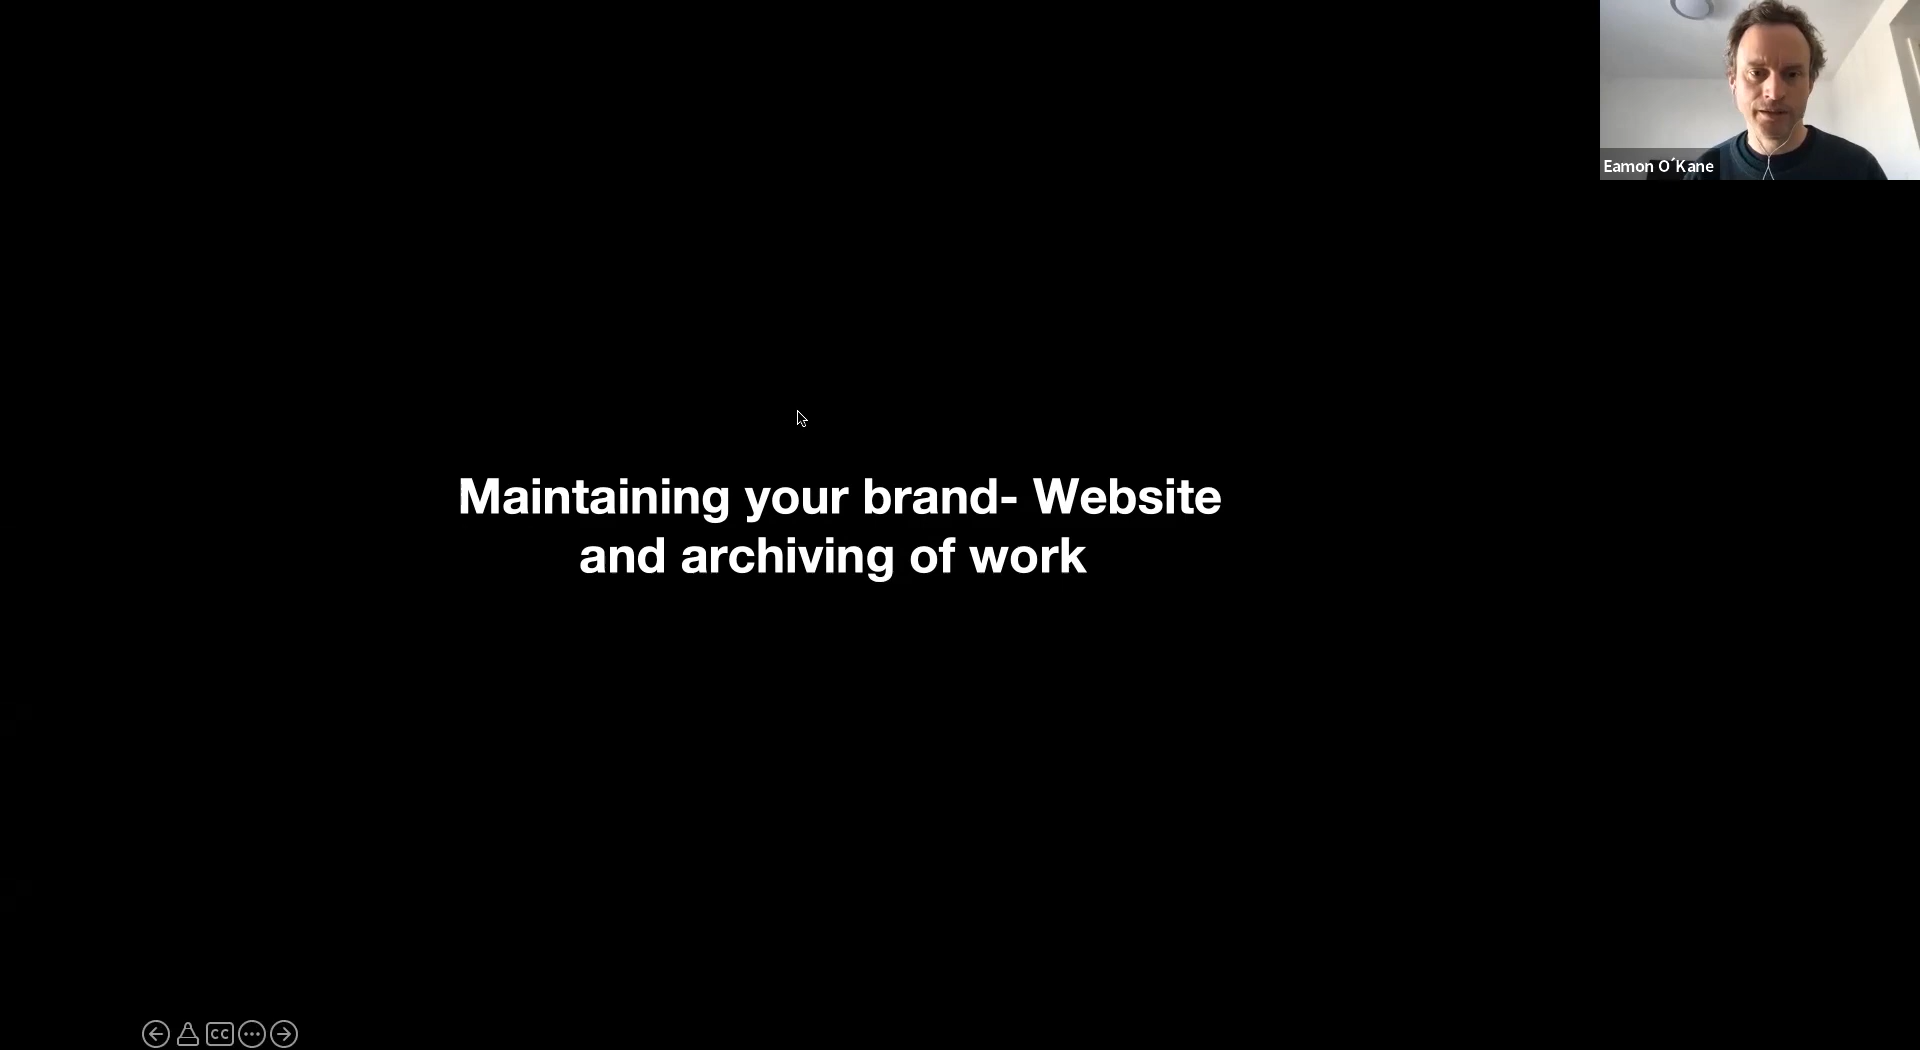 Eamon O´Kane
Maintaining your brand- Website
and archiving of work
CC